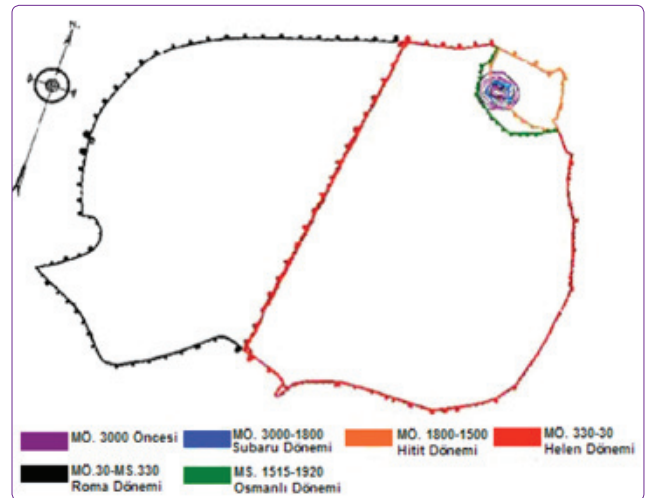 N.
MÖ. 3000 Öncesi
MÖ. 3000-1800
Subaru Dönemi
MÖ. 1800-1500
Hitit Dönemi
MÖ. 330-30
Helen Dönemi
MÖ.30-MS.330
Roma Dönemi
MS. 1515-1920
Osmanlı Dönemi